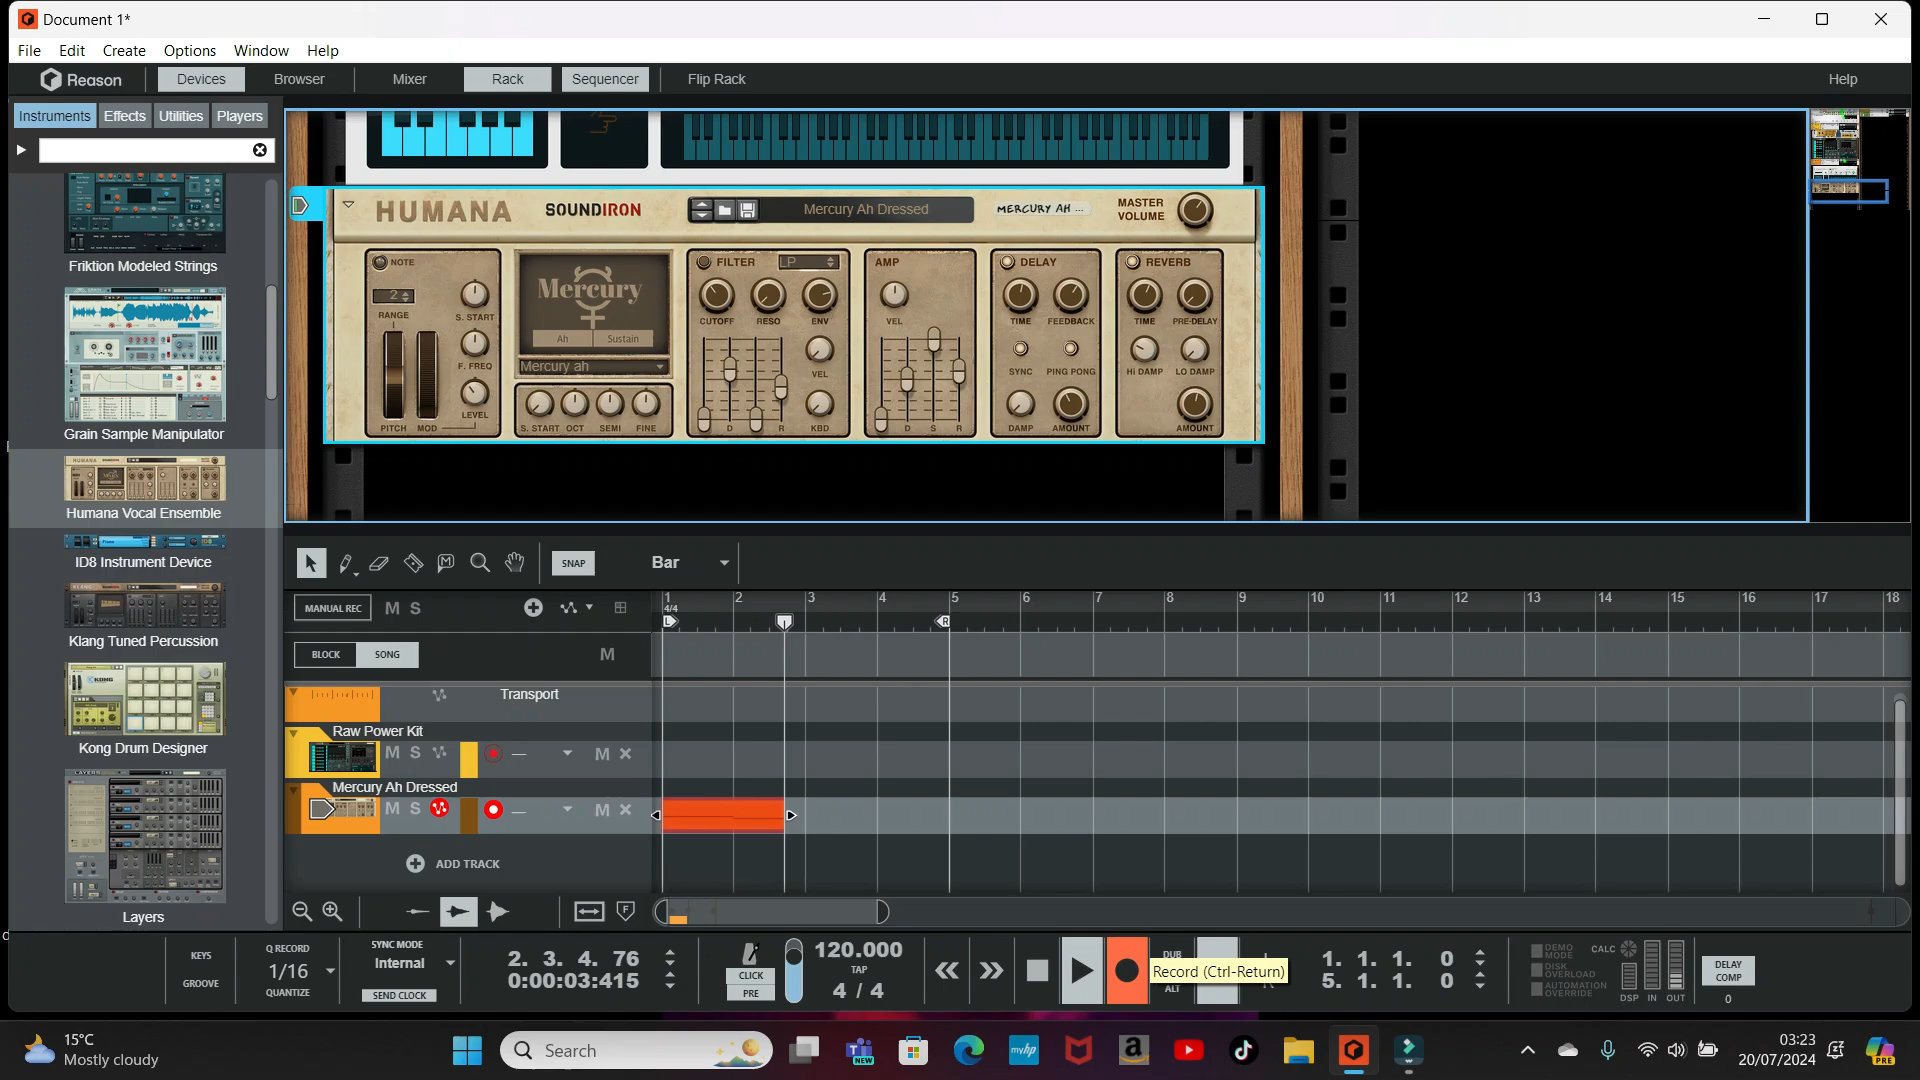 Document 1*
File Edit Create Options Window Help
Reason Devices Browser Mixer Rack Sequencer Flip Rack Help
Instruments Effects Utilities Players
Friktion Modeled Strings
Grain Sample Manipulator
Humana Vocal Ensemble
ID8 Instrument Device
Klang Tuned Percussion
Kong Drum Designer
Layers
HUMANA SOUNDIRON Mercury Ah Dressed MERCURY AH ... MASTER VOLUME
NOTE FILTER LP AMP DELAY REVERB
2
RANGE S. START
F. FREQ
LEVEL
PITCH MOD
Mercury
Ah Sustain
Mercury ah
S. START OCT SEMI FINE
CUTOFF RESO ENV
VEL
D R KBD
VEL
D S R
TIME FEEDBACK
SYNC PING PONG
DAMP AMOUNT
TIME PRE-DELAY
Hi DAMP LO DAMP
AMOUNT
SNAP Bar
MANUAL REC M S
1 2 3 4 5 6 7 8 9 10 11 12 13 14 15 16 17 18
4/4
L R
BLOCK SONG M
Transport
Raw Power Kit
M S — M
Mercury Ah Dressed
M S — M
ADD TRACK
F
KEYS
GROOVE
Q RECORD
1/16
QUANTIZE
SYNC MODE
Internal
SEND CLOCK
2. 3. 4. 76
0:00:03:415
CLICK
PRE
120.000
TAP
4 / 4
DUB
ALT
Record (Ctrl-Return)
1. 1. 1. 0
5. 1. 1. 0
DEMO MODE
DISK OVERLOAD
AUTOMATION OVERRIDE
CALC
DSP IN OUT
DELAY COMP
0
15°C
Mostly cloudy
Search
NEW
myhp
a
03:23
20/07/2024
PRE